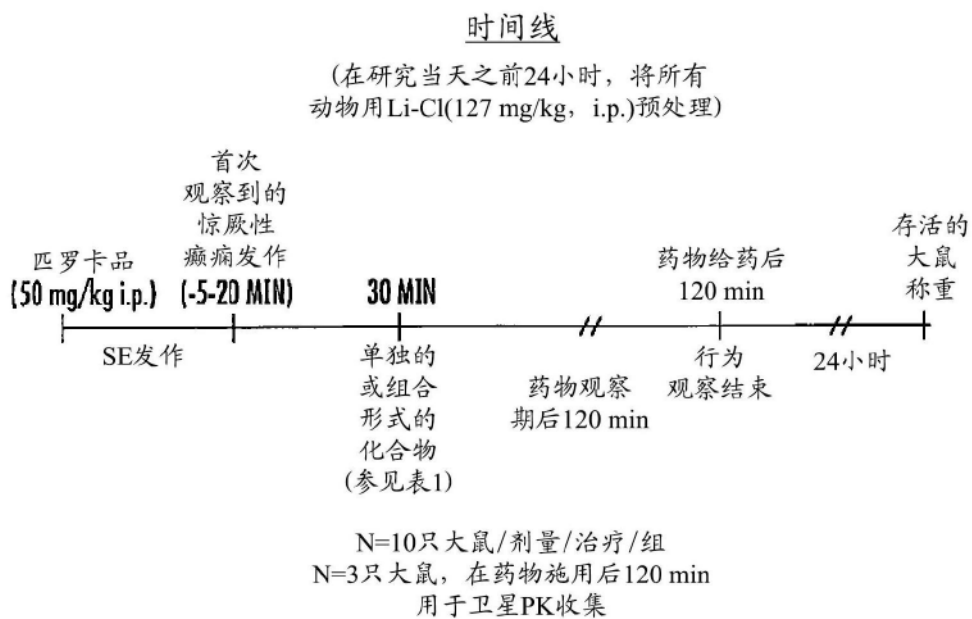 时间线
(在研究当天之前24小时，将所有
动物用Li-Cl(127 mg/kg，i.p.)预处理)
匹罗卡品
(50 mg/kg i.p.)
首次
观察到的
惊厥性
癫痫发作
(-5-20 MIN)
30 MIN
药物给药后
120 min
存活的
大鼠
称重
SE发作
单独的
或组合
形式的
化合物
(参见表1)
药物观察
期后120 min
行为
观察结束
24小时
N=10只大鼠/剂量/治疗/组
N=3只大鼠，在药物施用后120 min
用于卫星PK收集